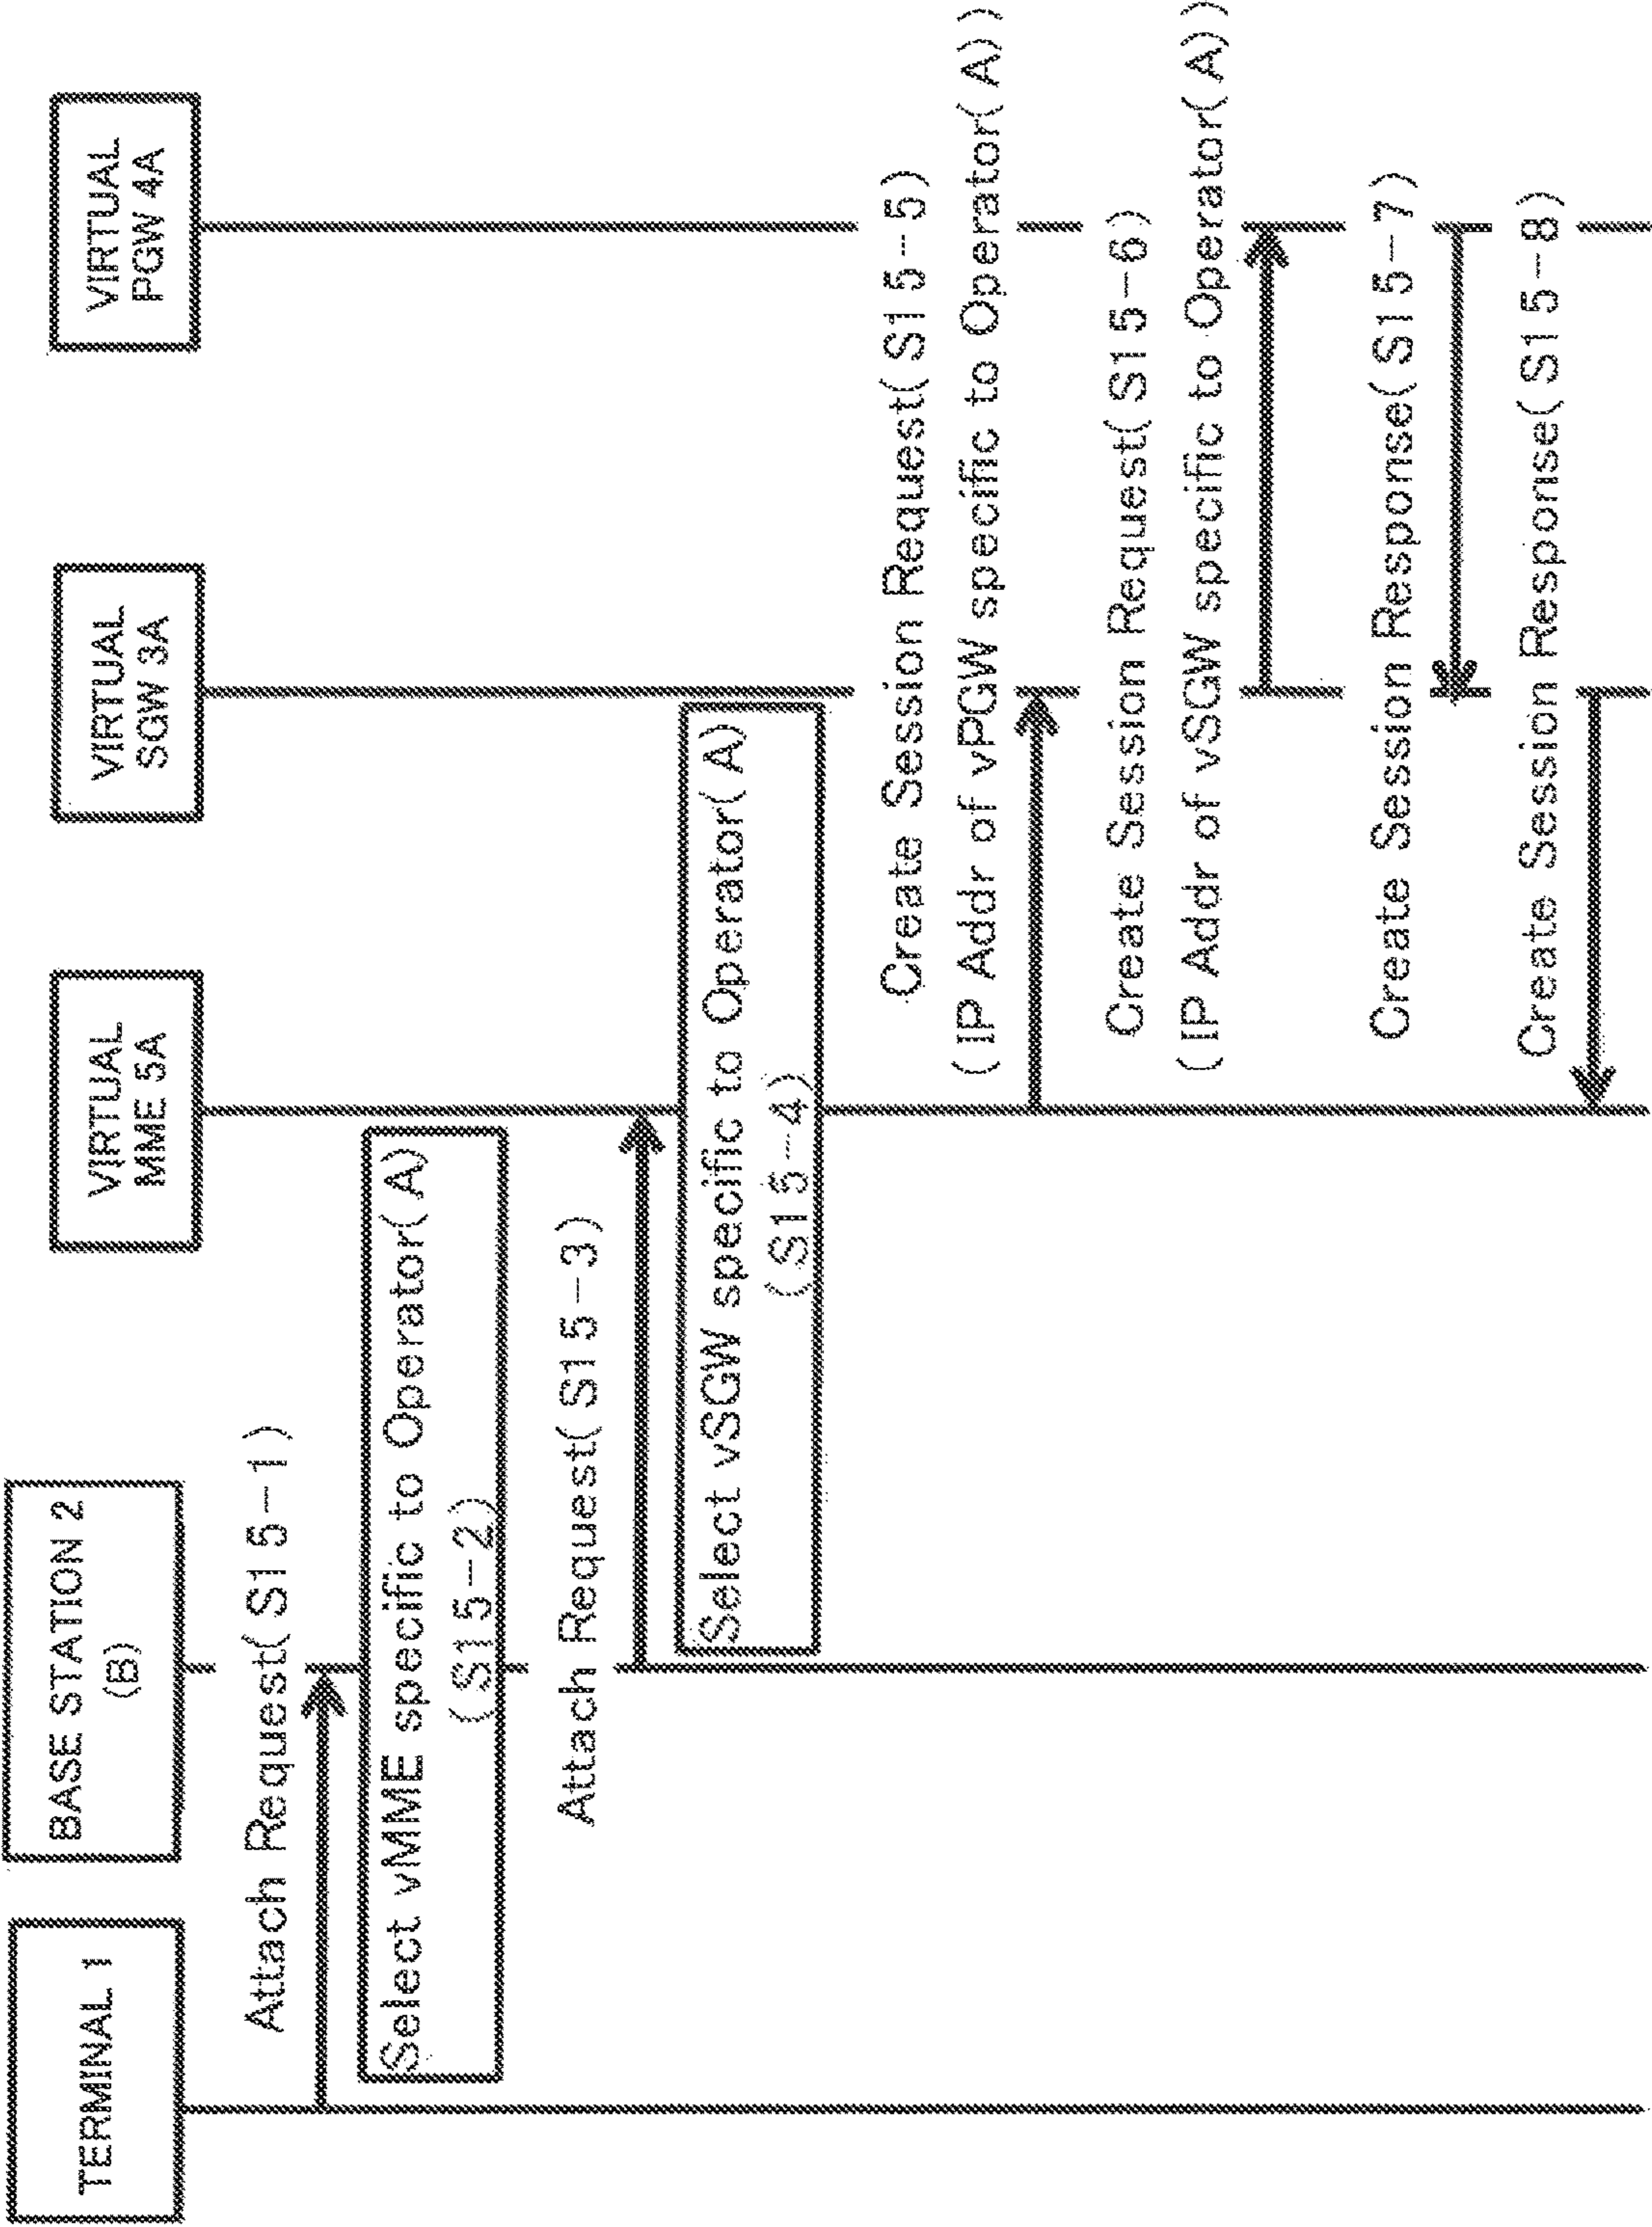 TERMINAL 1
BASE STATION 2
(B)
VIRTUAL
MME 5A
VIRTUAL
SGW 3A
VIRTUAL
PGW 4A
Attach Request( S15-1)
Select vMME specific to Operator( A)
( S15-2)
Attach Request( S15-3)
Select vSGW specific to Operator( A)
( S15-4)
Create Session Request( S15-5)
( IP Addr of vPGW specific to Operator( A) )
Create Session Request( S15-6)
( IP Addr of vSGW specific to Operator( A) )
Create Session Response( S15-7)
Create Session Response( S15-8)